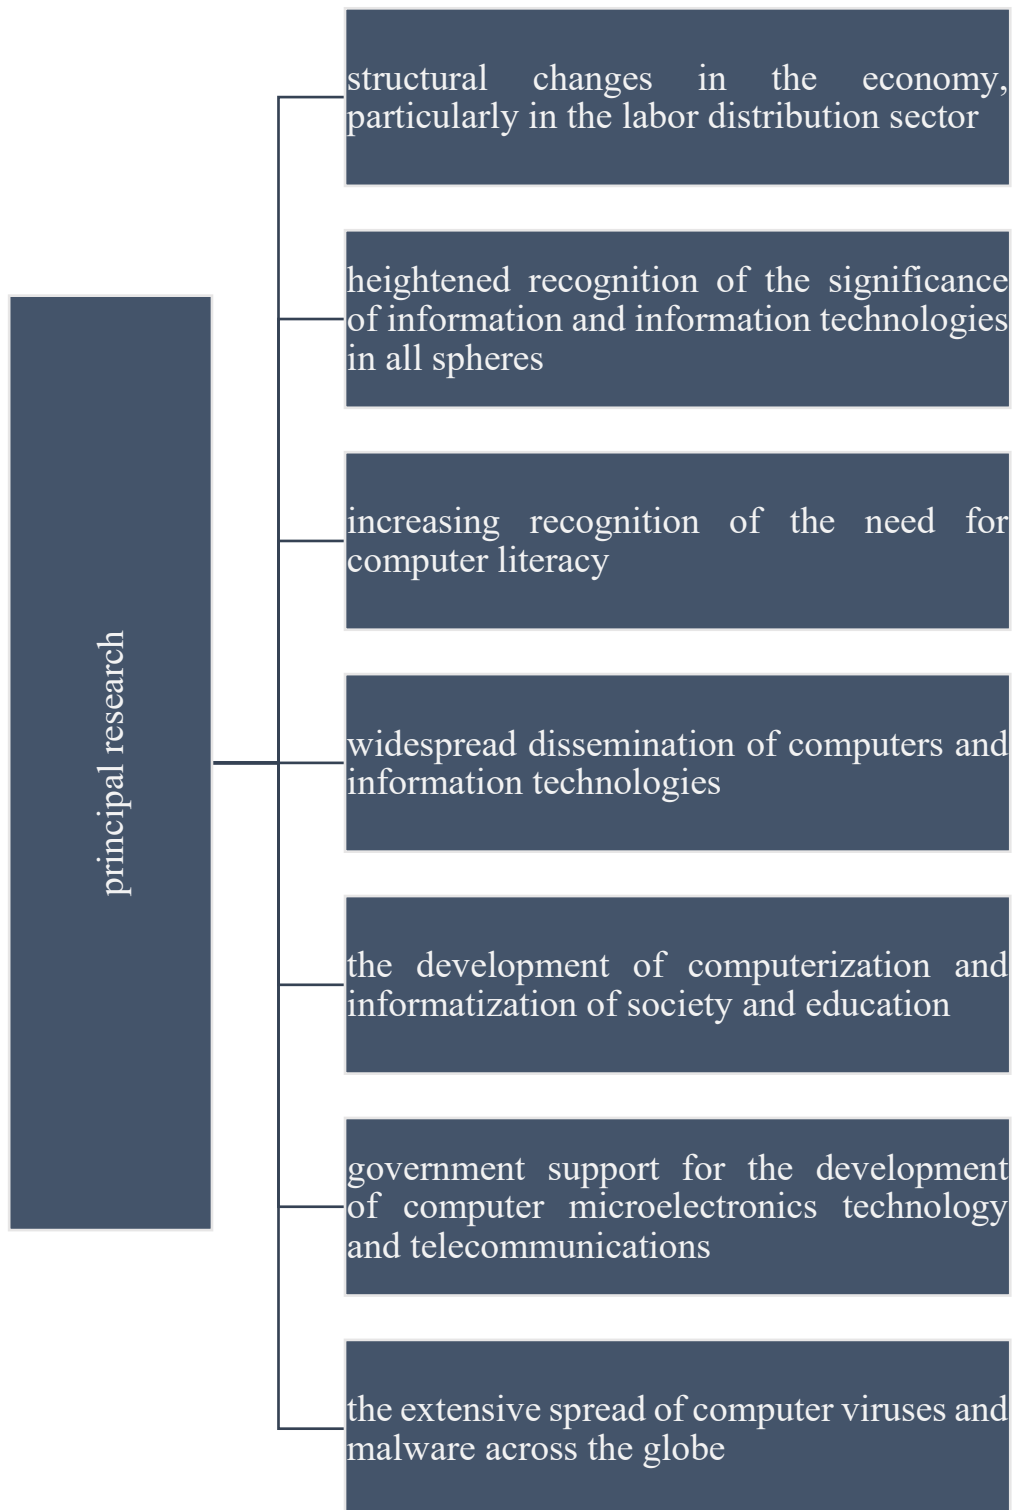 principal research
structural changes in the economy,
particularly in the labor distribution sector
heightened recognition of the significance
of information and information technologies
in all spheres
increasing recognition of the need for
computer literacy
widespread dissemination of computers and
information technologies
the development of computerization and
informatization of society and education
government support for the development
of computer microelectronics technology
and telecommunications
the extensive spread of computer viruses and
malware across the globe